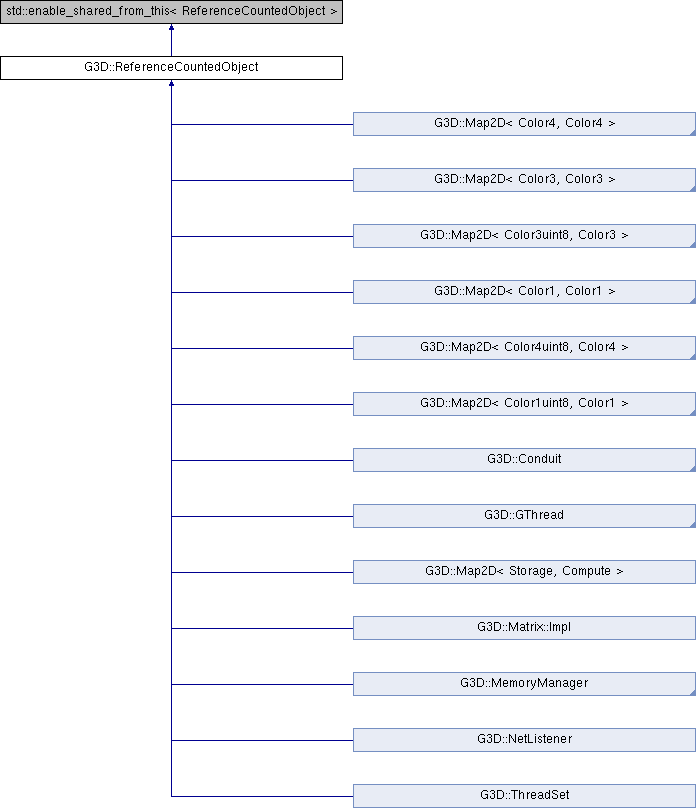 std::enable_shared_from_this< ReferenceCountedObject >
G3D::ReferenceCountedObject
G3D::Map2D< Color4, Color4 >
G3D::Map2D< Color3, Color3 >
G3D::Map2D< Color3uint8, Color3 >
G3D::Map2D< Color1, Color1 >
G3D::Map2D< Color4uint8, Color4 >
G3D::Map2D< Color1uint8, Color1 >
G3D::Conduit
G3D::GThread
G3D::Map2D< Storage, Compute >
G3D::Matrix::Impl
G3D::MemoryManager
G3D::NetListener
G3D::ThreadSet